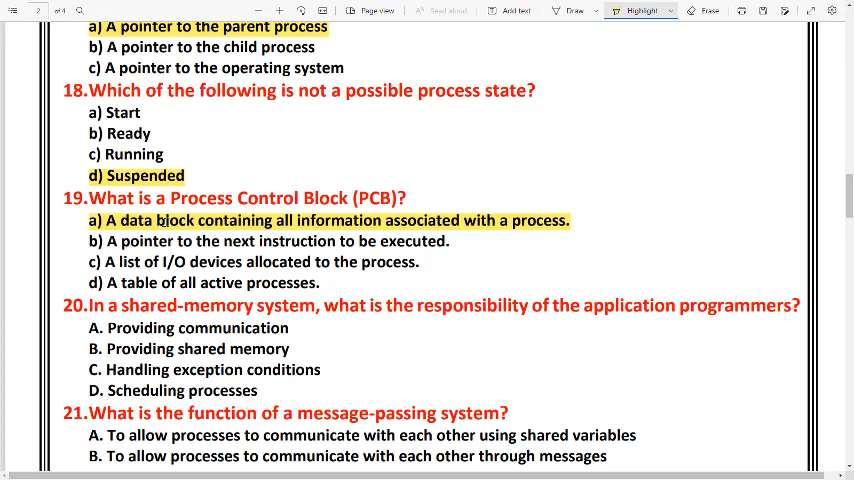 2 of 4 Page view Read aloud Add text Draw Highlight Erase
a) A pointer to the parent process
b) A pointer to the child process
c) A pointer to the operating system
18.Which of the following is not a possible process state?
a) Start
b) Ready
c) Running
d) Suspended
19.What is a Process Control Block (PCB)?
a) A data block containing all information associated with a process.
b) A pointer to the next instruction to be executed.
c) A list of I/O devices allocated to the process.
d) A table of all active processes.
20.In a shared-memory system, what is the responsibility of the application programmers?
A. Providing communication
B. Providing shared memory
C. Handling exception conditions
D. Scheduling processes
21.What is the function of a message-passing system?
A. To allow processes to communicate with each other using shared variables
B. To allow processes to communicate with each other through messages